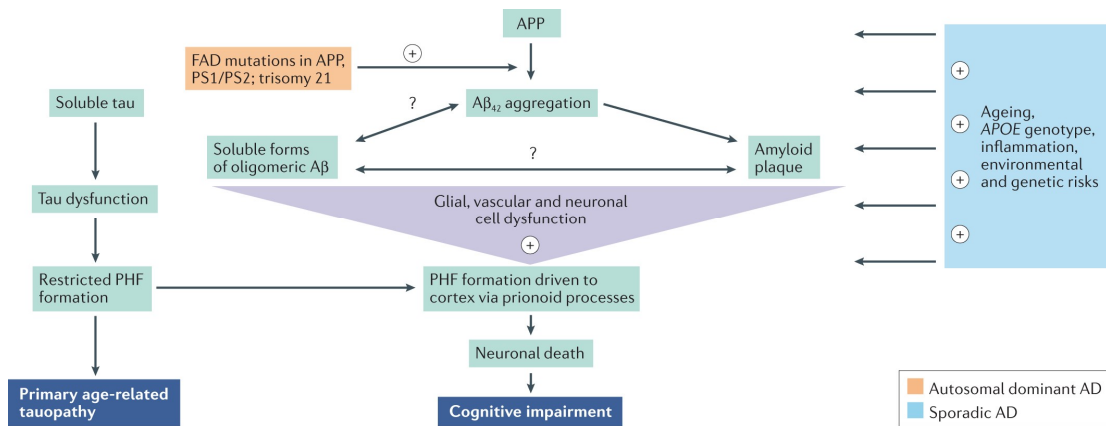 APP
FAD mutations in APP,
PS1/PS2; trisomy 21
+
Soluble tau
?
Aβ₄₂ aggregation
Soluble forms
of oligomeric Aβ
?
Amyloid
plaque
Tau dysfunction
Glial, vascular and neuronal
cell dysfunction
+
Restricted PHF
formation
PHF formation driven to
cortex via prionoid processes
Neuronal death
Primary age-related
tauopathy
Cognitive impairment
+
+
+
+
Ageing,
APOE genotype,
inflammation,
environmental
and genetic risks
Autosomal dominant AD
Sporadic AD